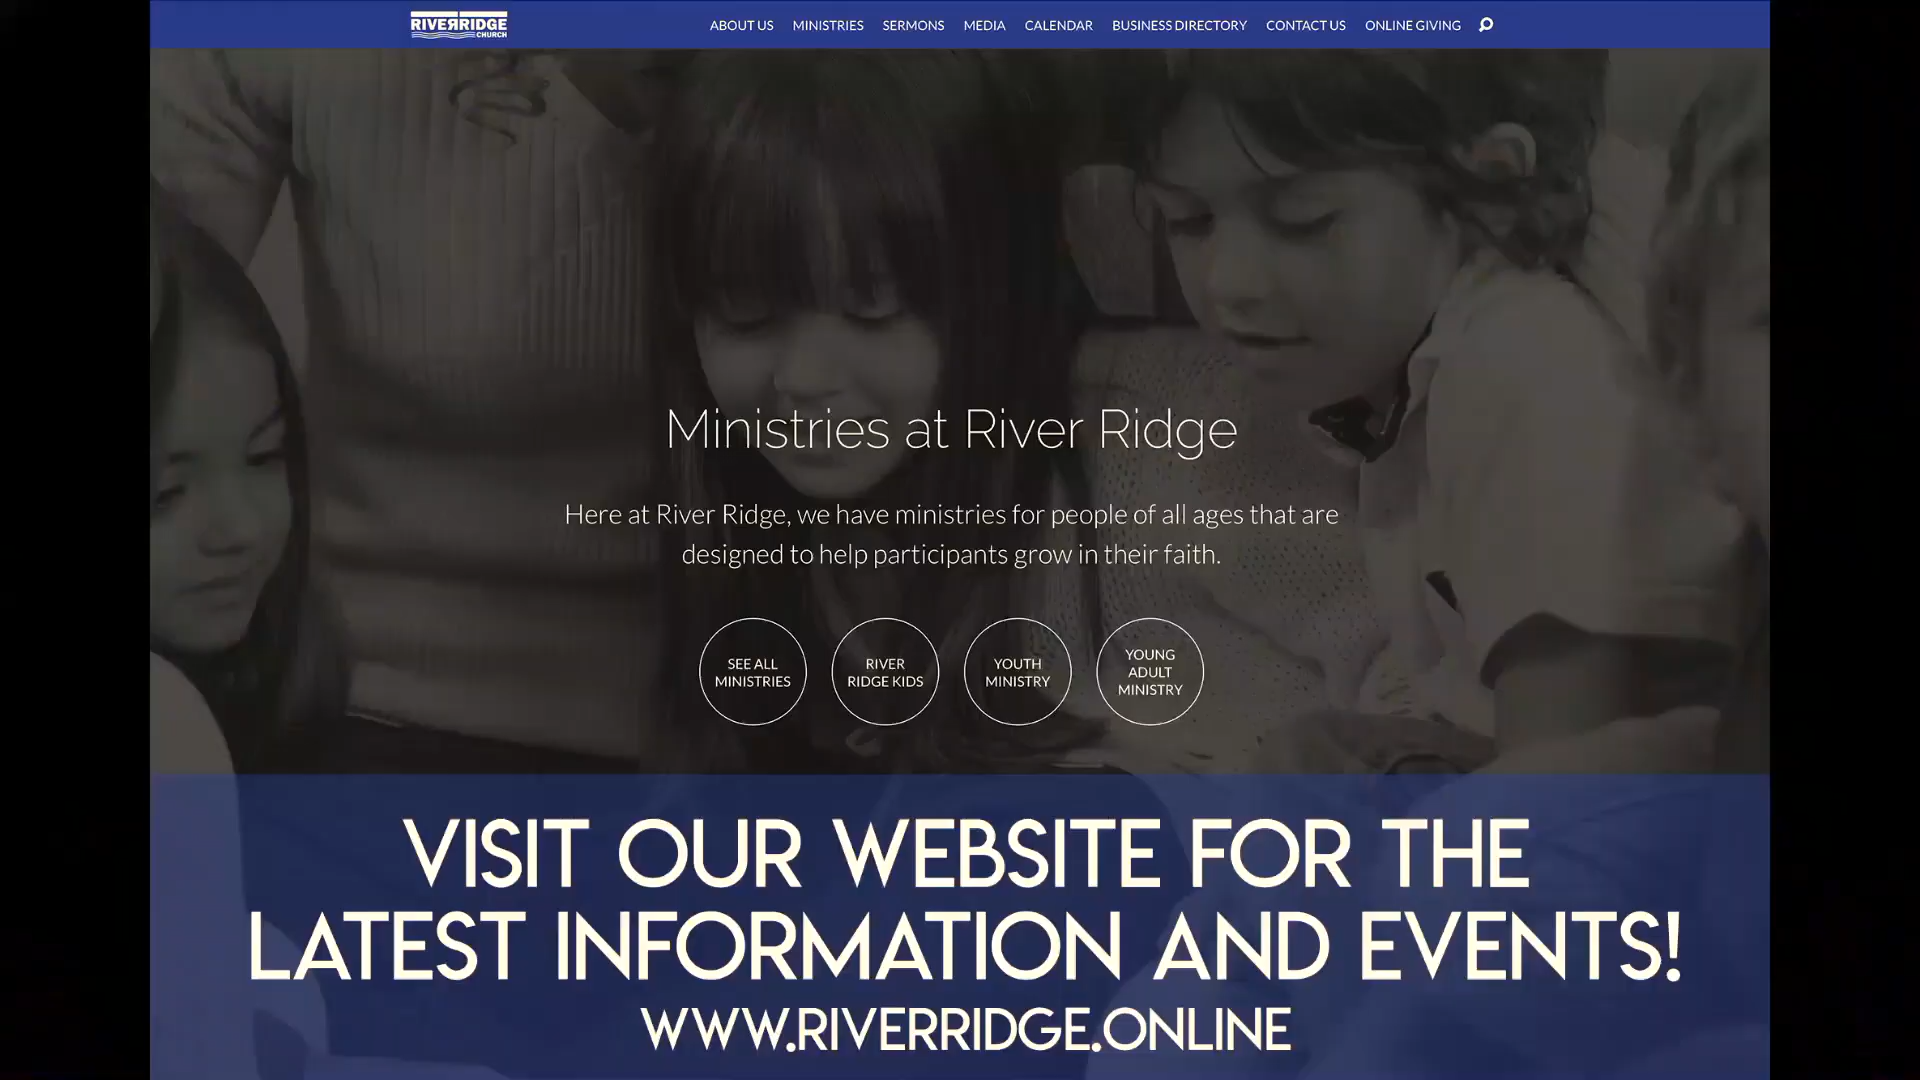 RIVERRIDGE
CHURCH
ABOUT US MINISTRIES SERMONS MEDIA CALENDAR BUSINESS DIRECTORY CONTACT US ONLINE GIVING
Ministries at River Ridge
Here at River Ridge, we have ministries for people of all ages that are
designed to help participants grow in their faith.
SEE ALL
MINISTRIES
RIVER
RIDGE KIDS
YOUTH
MINISTRY
YOUNG
ADULT
MINISTRY
VISIT OUR WEBSITE FOR THE
LATEST INFORMATION AND EVENTS!
WWW.RIVERRIDGE.ONLINE